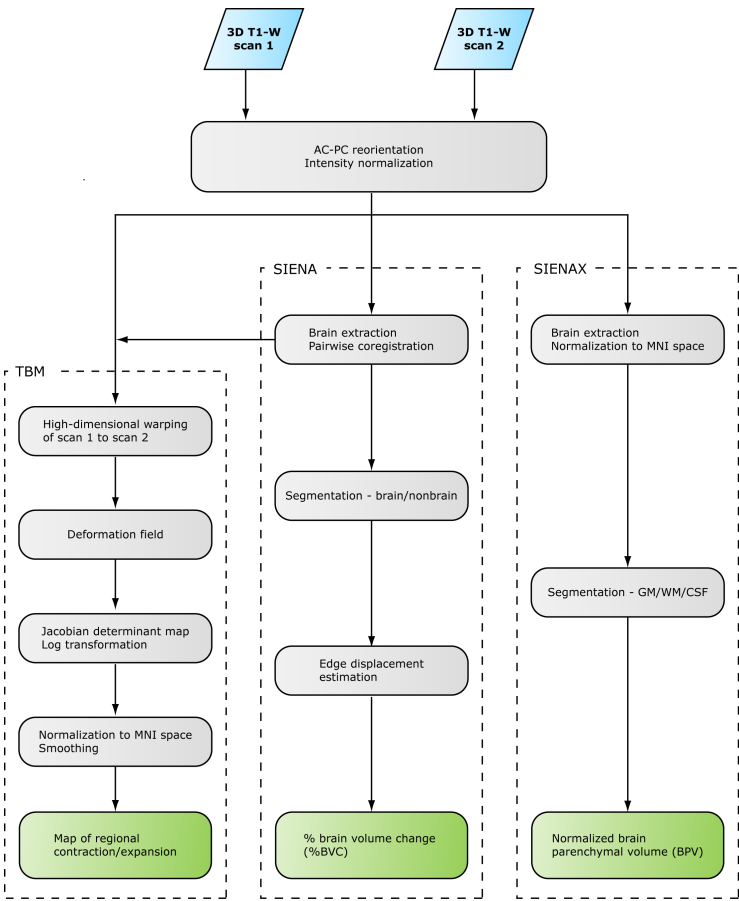 3D T1-W
scan 1
3D T1-W
scan 2
AC-PC reorientation
Intensity normalization
SIENA
SIENAX
Brain extraction
Pairwise coregistration
Brain extraction
Normalization to MNI space
TBM
High-dimensional warping
of scan 1 to scan 2
Segmentation - brain/nonbrain
Deformation field
Segmentation - GM/WM/CSF
Jacobian determinant map
Log transformation
Edge displacement
estimation
Normalization to MNI space
Smoothing
Map of regional
contraction/expansion
% brain volume change
(%BVC)
Normalized brain
parenchymal volume (BPV)